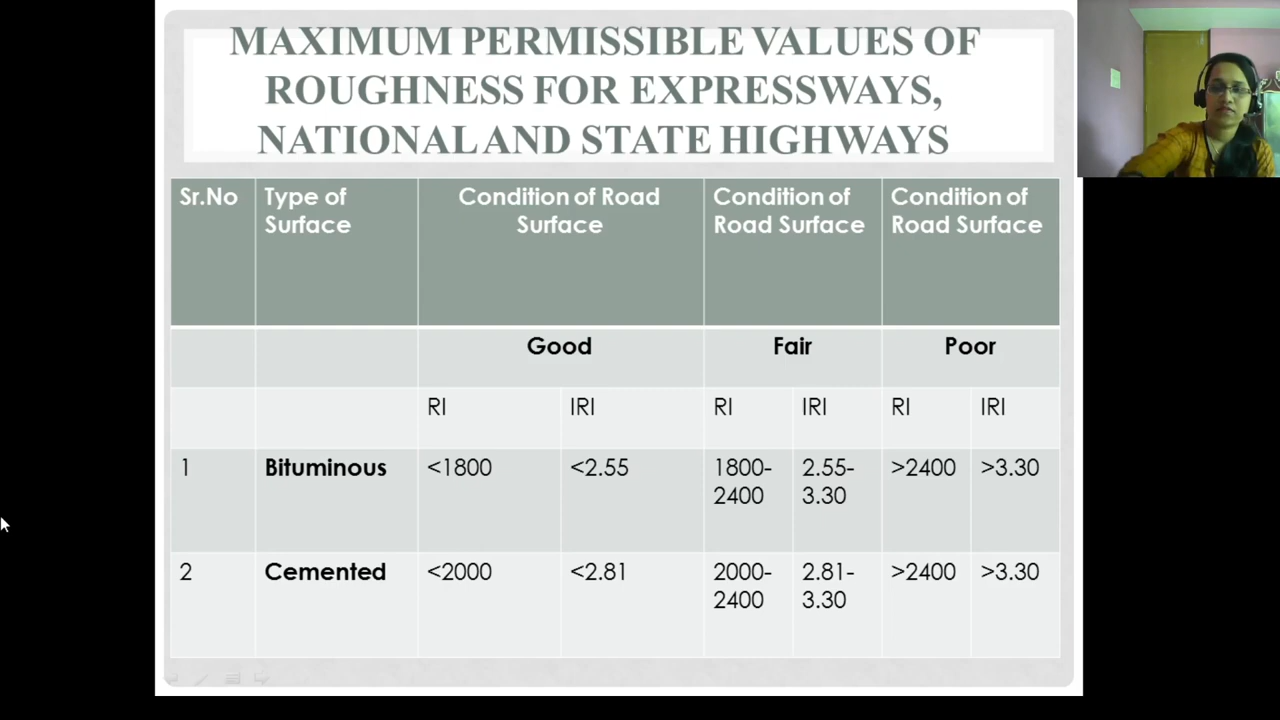 MAXIMUM PERMISSIBLE VALUES OF
ROUGHNESS FOR EXPRESSWAYS,
NATIONAL AND STATE HIGHWAYS
Sr.No Type of Surface Condition of Road Surface Condition of Road Surface Condition of Road Surface
Good Fair Poor
RI IRI RI IRI RI IRI
1 Bituminous <1800 <2.55 1800-2400 2.55-3.30 >2400 >3.30
2 Cemented <2000 <2.81 2000-2400 2.81-3.30 >2400 >3.30